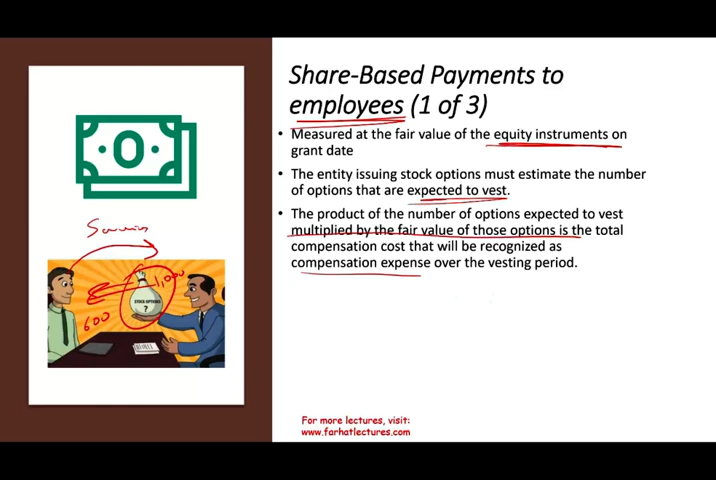 Share-Based Payments to
employees (1 of 3)
• Measured at the fair value of the equity instruments on
grant date
• The entity issuing stock options must estimate the number
of options that are expected to vest.
• The product of the number of options expected to vest
multiplied by the fair value of those options is the total
compensation cost that will be recognized as
compensation expense over the vesting period.
1,000
STOCK OPTIONS
?
600
For more lectures, visit:
www.farhatlectures.com